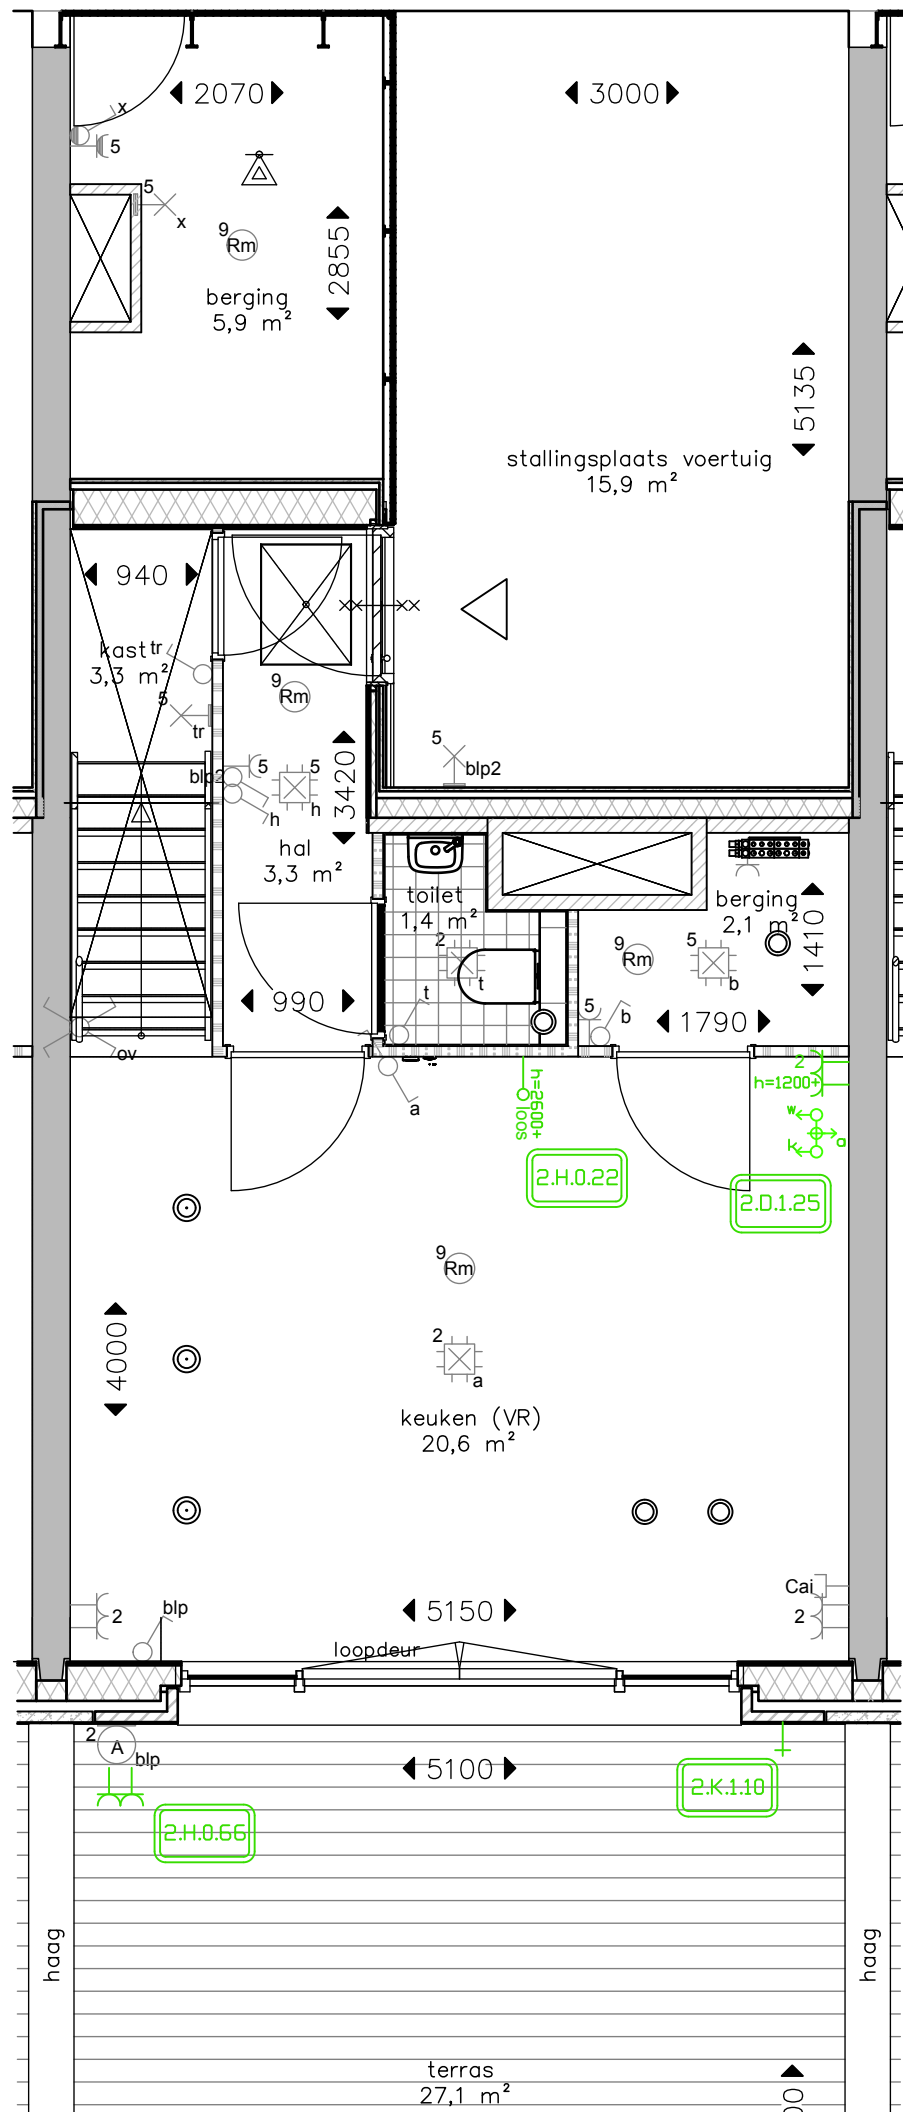 2070
3000
x
5
5
x
9
Rm
2855
berging
5,9 m²
5135
stallingsplaats voertuig
15,9 m²
940
kast
3,3 m²
tr
9
Rm
5
tr
5
blp2
blp2
5
5
h
h
3420
hal
3,3 m²
toilet
1,4 m²
berging
2,1 m²
m
1410
2
t
9
Rm
5
b
990
t
5
b
1790
ov
a
h=2600+
loos
2
h=1200+
w
k
a
2.H.0.22
2.D.1.25
9
Rm
4000
2
a
keuken (VR)
20,6 m²
2
blp
5150
Cai
2
loopdeur
2
A
blp
5100
2.K.1.10
2.H.0.66
haag
haag
terras
27,1 m²